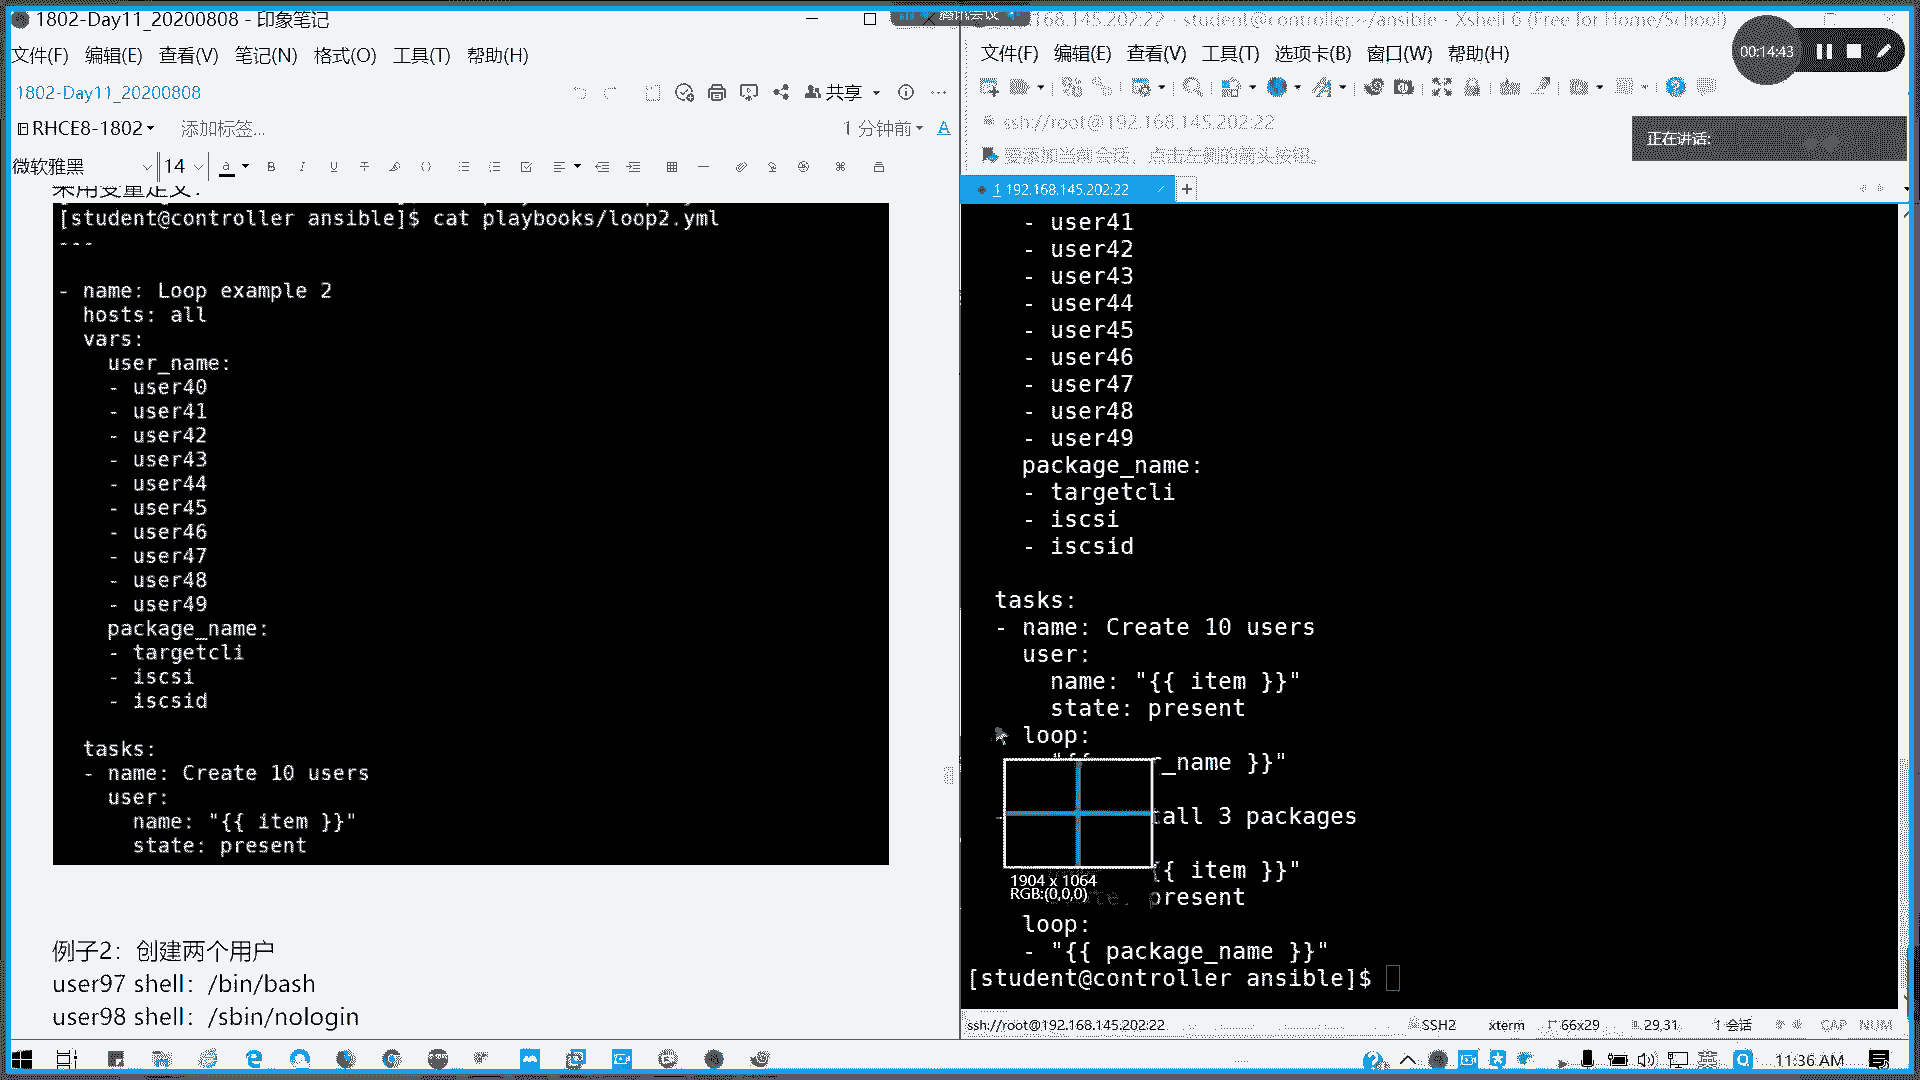 1802-Day11_20200808 - 印象笔记
文件(F) 编辑(E) 查看(V) 笔记(N) 格式(O) 工具(T) 帮助(H)
1802-Day11_20200808
共享
RHCE8-1802
添加标签...
1 分钟前
微软雅黑 14
采用变量定义：
[student@controller ansible]$ cat playbooks/loop2.yml
---
- name: Loop example 2
hosts: all
vars:
user_name:
- user40
- user41
- user42
- user43
- user44
- user45
- user46
- user47
- user48
- user49
package_name:
- targetcli
- iscsi
- iscsid
tasks:
- name: Create 10 users
user:
name: "{{ item }}"
state: present
例子2：创建两个用户
user97 shell：/bin/bash
user98 shell：/sbin/nologin
腾讯会议
168.145.202:22 - student@controller:~/ansible - Xshell 6 (Free for Home/School)
文件(F) 编辑(E) 查看(V) 工具(T) 选项卡(B) 窗口(W) 帮助(H)
00:14:43
ssh://root@192.168.145.202:22
正在讲话:
要添加当前会话，点击左侧的箭头按钮。
1 192.168.145.202:22
- user41
- user42
- user43
- user44
- user45
- user46
- user47
- user48
- user49
package_name:
- targetcli
- iscsi
- iscsid
tasks:
- name: Create 10 users
user:
name: "{{ item }}"
state: present
loop:
_name }}"
all 3 packages
{ item }}"
present
loop:
- "{{ package_name }}"
[student@controller ansible]$
1904 x 1064
RGB:(0,0,0)
ssh://root@192.168.145.202:22 SSH2 xterm 66x29 29,31 1 会话 CAP NUM
11:36 AM